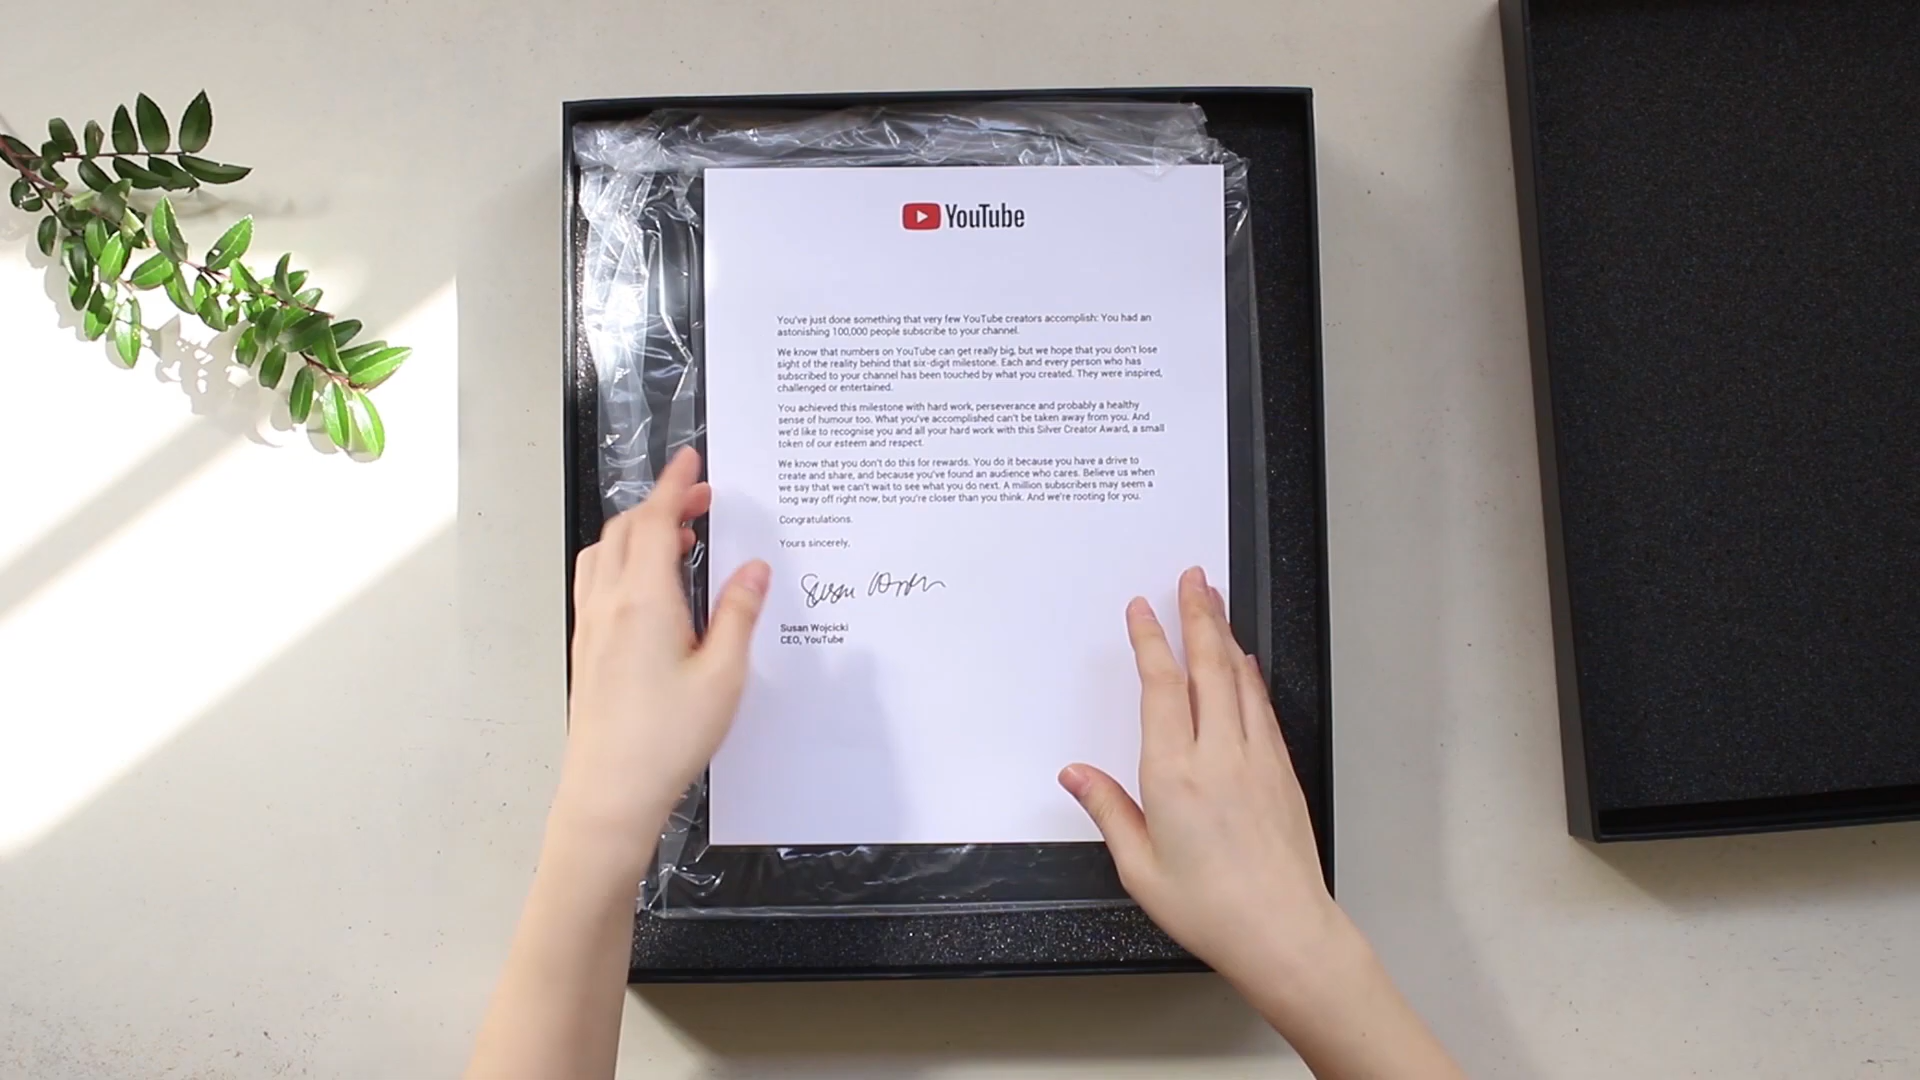 YouTube
You've just done something that very few YouTube creators accomplish: You had an
astonishing 100,000 people subscribe to your channel.
We know that numbers on YouTube can get really big, but we hope that you don't lose
sight of the reality behind that six-digit milestone. Each and every person who has
subscribed to your channel has been touched by what you created. They were inspired,
challenged or entertained.
You achieved this milestone with hard work, perseverance and probably a healthy
sense of humour too. What you've accomplished can't be taken away from you. And
we'd like to recognise you and all your hard work with this Silver Creator Award, a small
token of our esteem and respect.
We know that you don't do this for rewards. You do it because you have a drive to
create and share, and because you've found an audience who cares. Believe us when
we say that we can't wait to see what you do next. A million subscribers may seem a
long way off right now, but you're closer than you think. And we're rooting for you.
Congratulations.
Yours sincerely,
Susan Wojcicki
CEO, YouTube